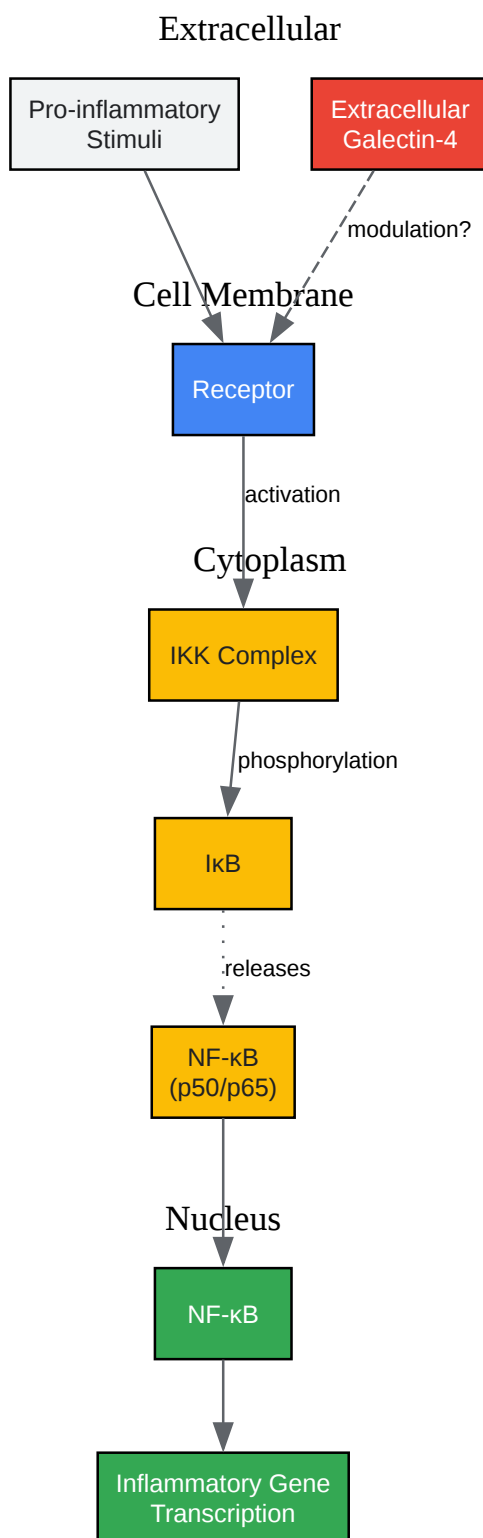 Extracellular
Pro-inflammatory
Stimuli
Extracellular
Galectin-4
modulation?
Cell Membrane
Receptor
activation
Cytoplasm
IKK Complex
phosphorylation
IκB
releases
NF-κB
(p50/p65)
Nucleus
NF-κB
Inflammatory Gene
Transcription